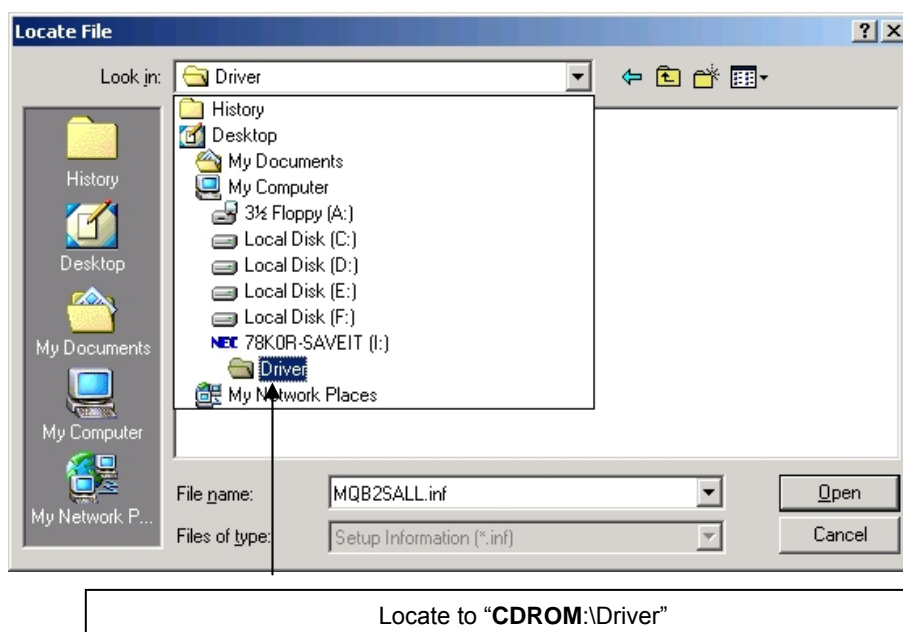 Locate File
Look in: Driver
History
Desktop
My Documents
My Computer
3½ Floppy (A:)
Local Disk (C:)
Local Disk (D:)
Local Disk (E:)
Local Disk (F:)
NEC 78K0R-SAVEIT (I:)
Driver
My Network Places
History
Desktop
My Documents
My Computer
My Network P...
File name: MQB2SALL.inf Open
Files of type: Setup Information (*.inf) Cancel
Locate to “CDROM:\Driver”